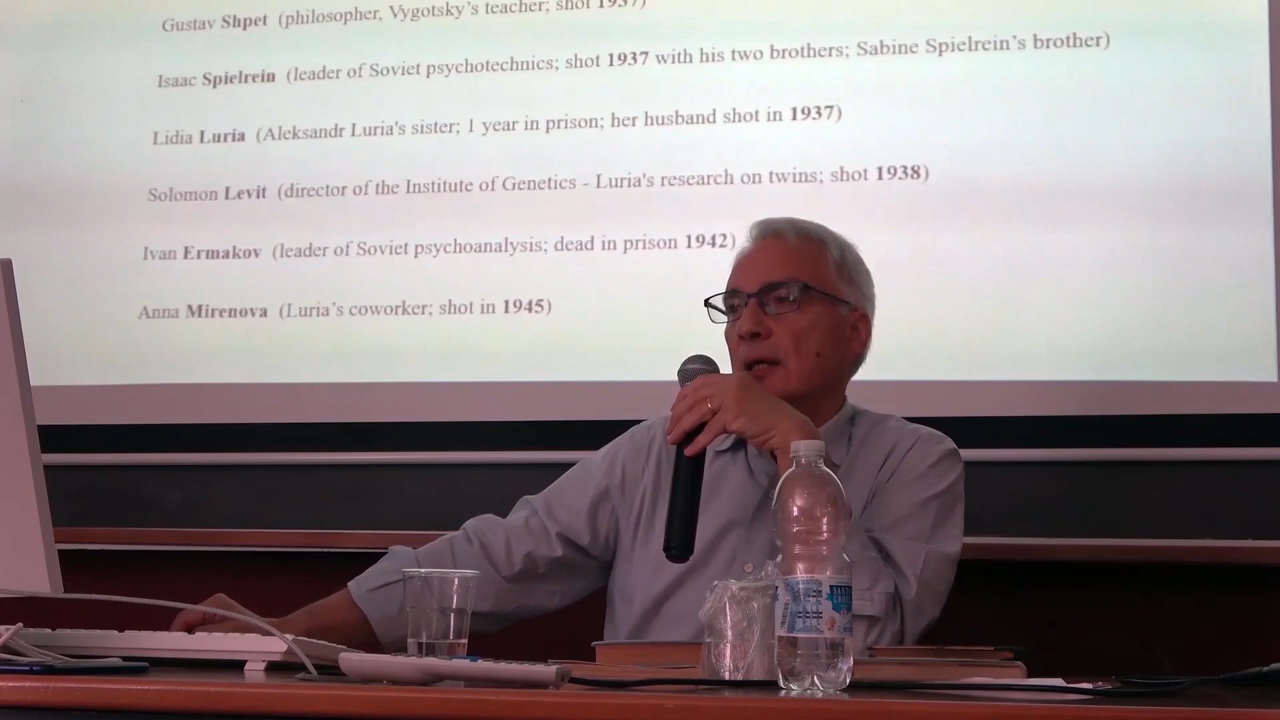 Gustav Shpet (philosopher, Vygotsky's teacher; shot 1937)
Isaac Spielrein (leader of Soviet psychotechnics; shot 1937 with his two brothers; Sabine Spielrein's brother)
Lidia Luria (Aleksandr Luria's sister; 1 year in prison; her husband shot in 1937)
Solomon Levit (director of the Institute of Genetics - Luria's research on twins; shot 1938)
Ivan Ermakov (leader of Soviet psychoanalysis; dead in prison 1942)
Anna Mirenova (Luria's coworker; shot in 1945)
SANTA
CROCE